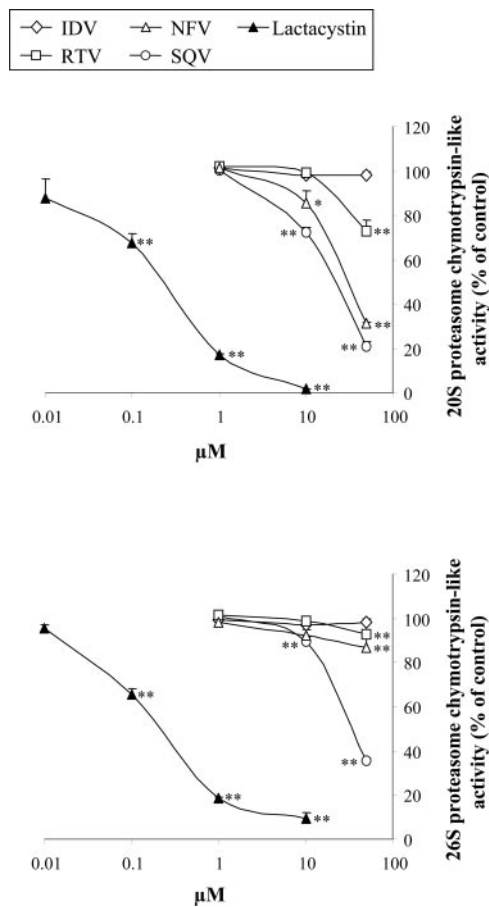 IDV NFV Lactacystin
RTV SQV
120
100
80
60
40
20
0
*
**
**
**
**
**
**
**
0.01 0.1 1 10 100
µM
20S proteasome chymotrypsin-like
activity (% of control)
120
100
80
60
40
20
0
**
**
**
**
**
**
**
0.01 0.1 1 10 100
µM
26S proteasome chymotrypsin-like
activity (% of control)